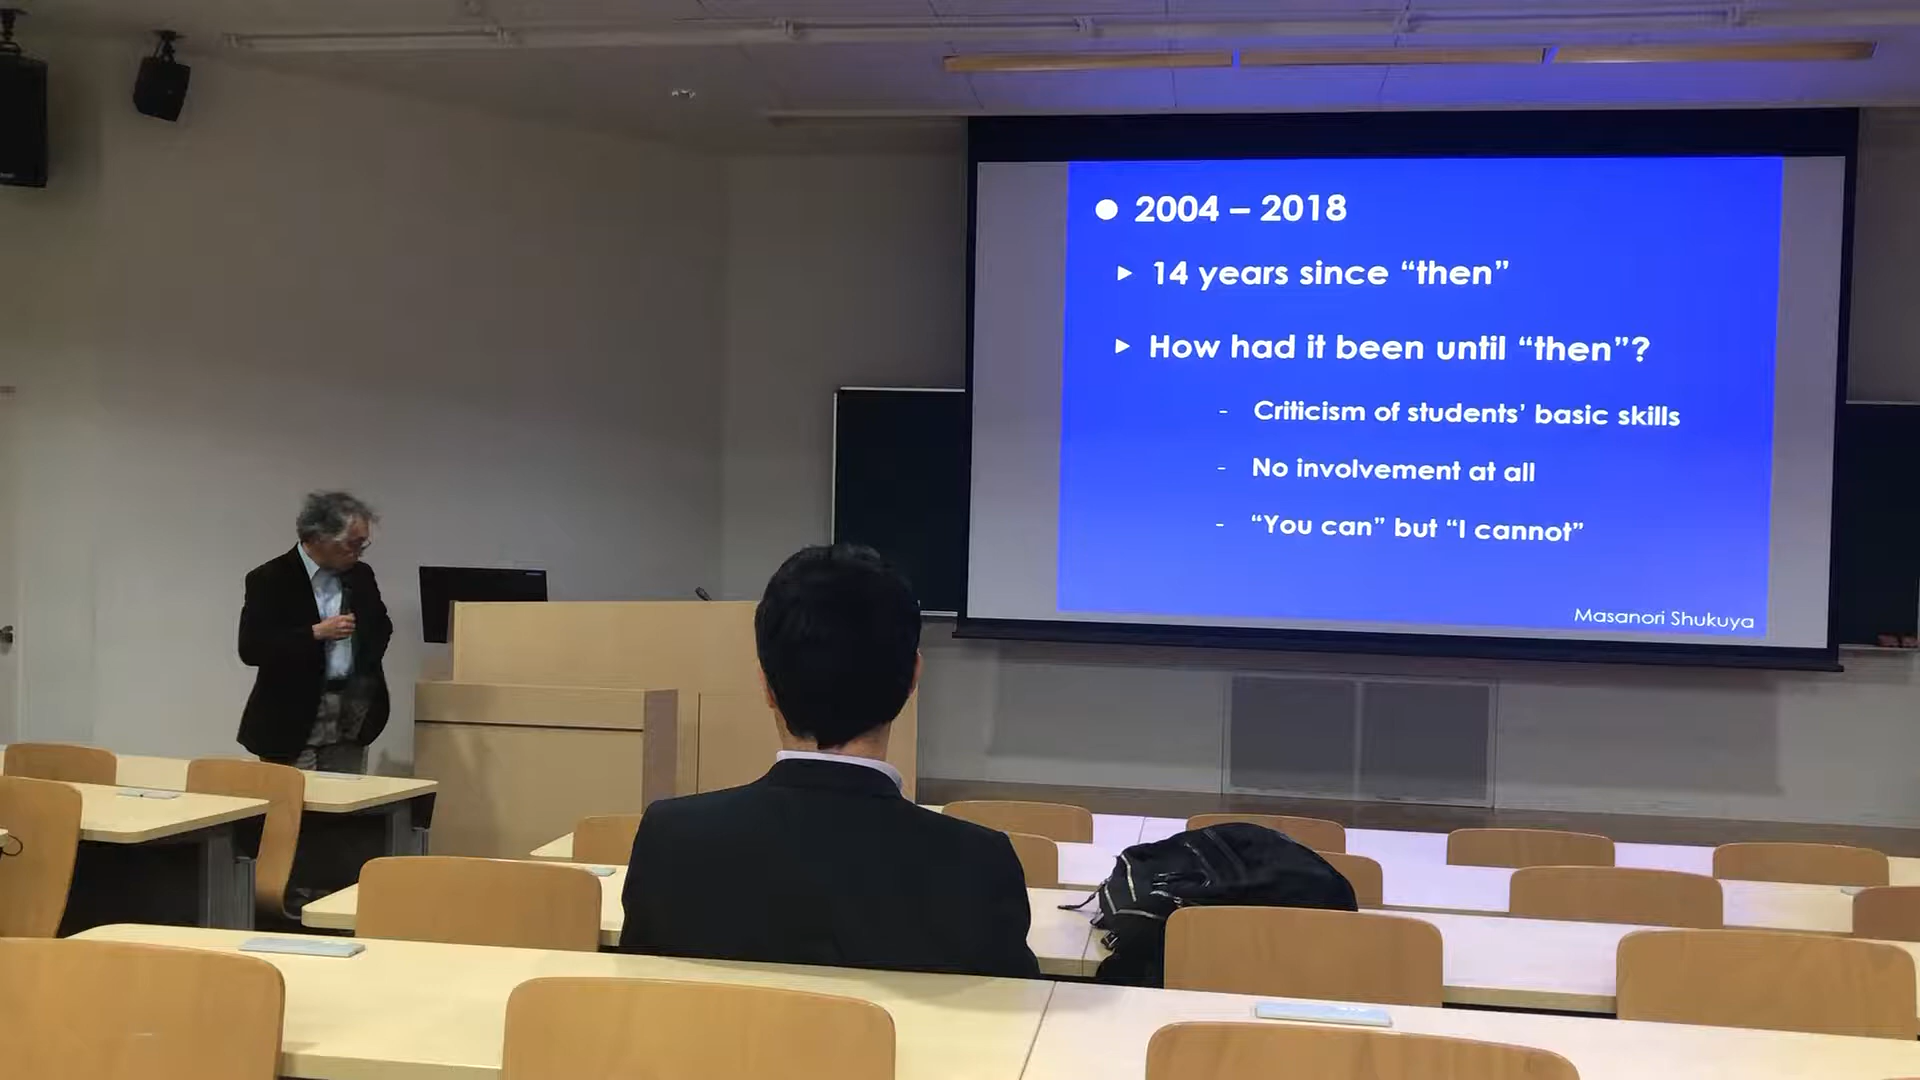 ● 2004 – 2018
► 14 years since “then”
► How had it been until “then”?
- Criticism of students’ basic skills
- No involvement at all
- “You can” but “I cannot”
Masanori Shukuya